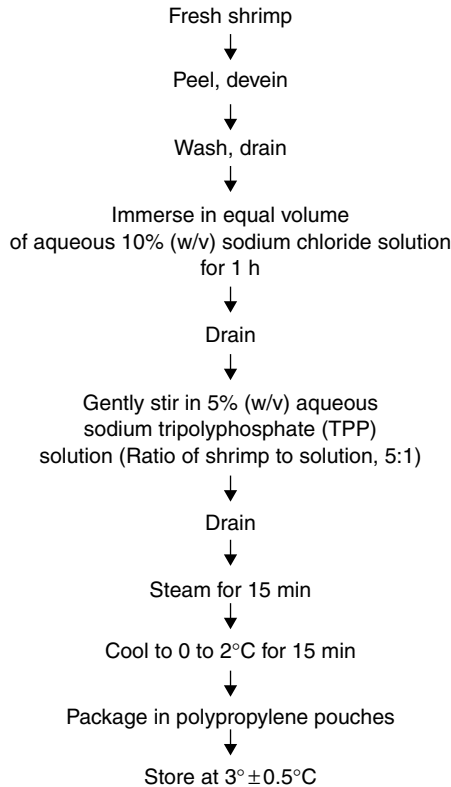 Fresh shrimp
Peel, devein
Wash, drain
Immerse in equal volume
of aqueous 10% (w/v) sodium chloride solution
for 1 h
Drain
Gently stir in 5% (w/v) aqueous
sodium tripolyphosphate (TPP)
solution (Ratio of shrimp to solution, 5:1)
Drain
Steam for 15 min
Cool to 0 to 2°C for 15 min
Package in polypropylene pouches
Store at 3° ± 0.5°C